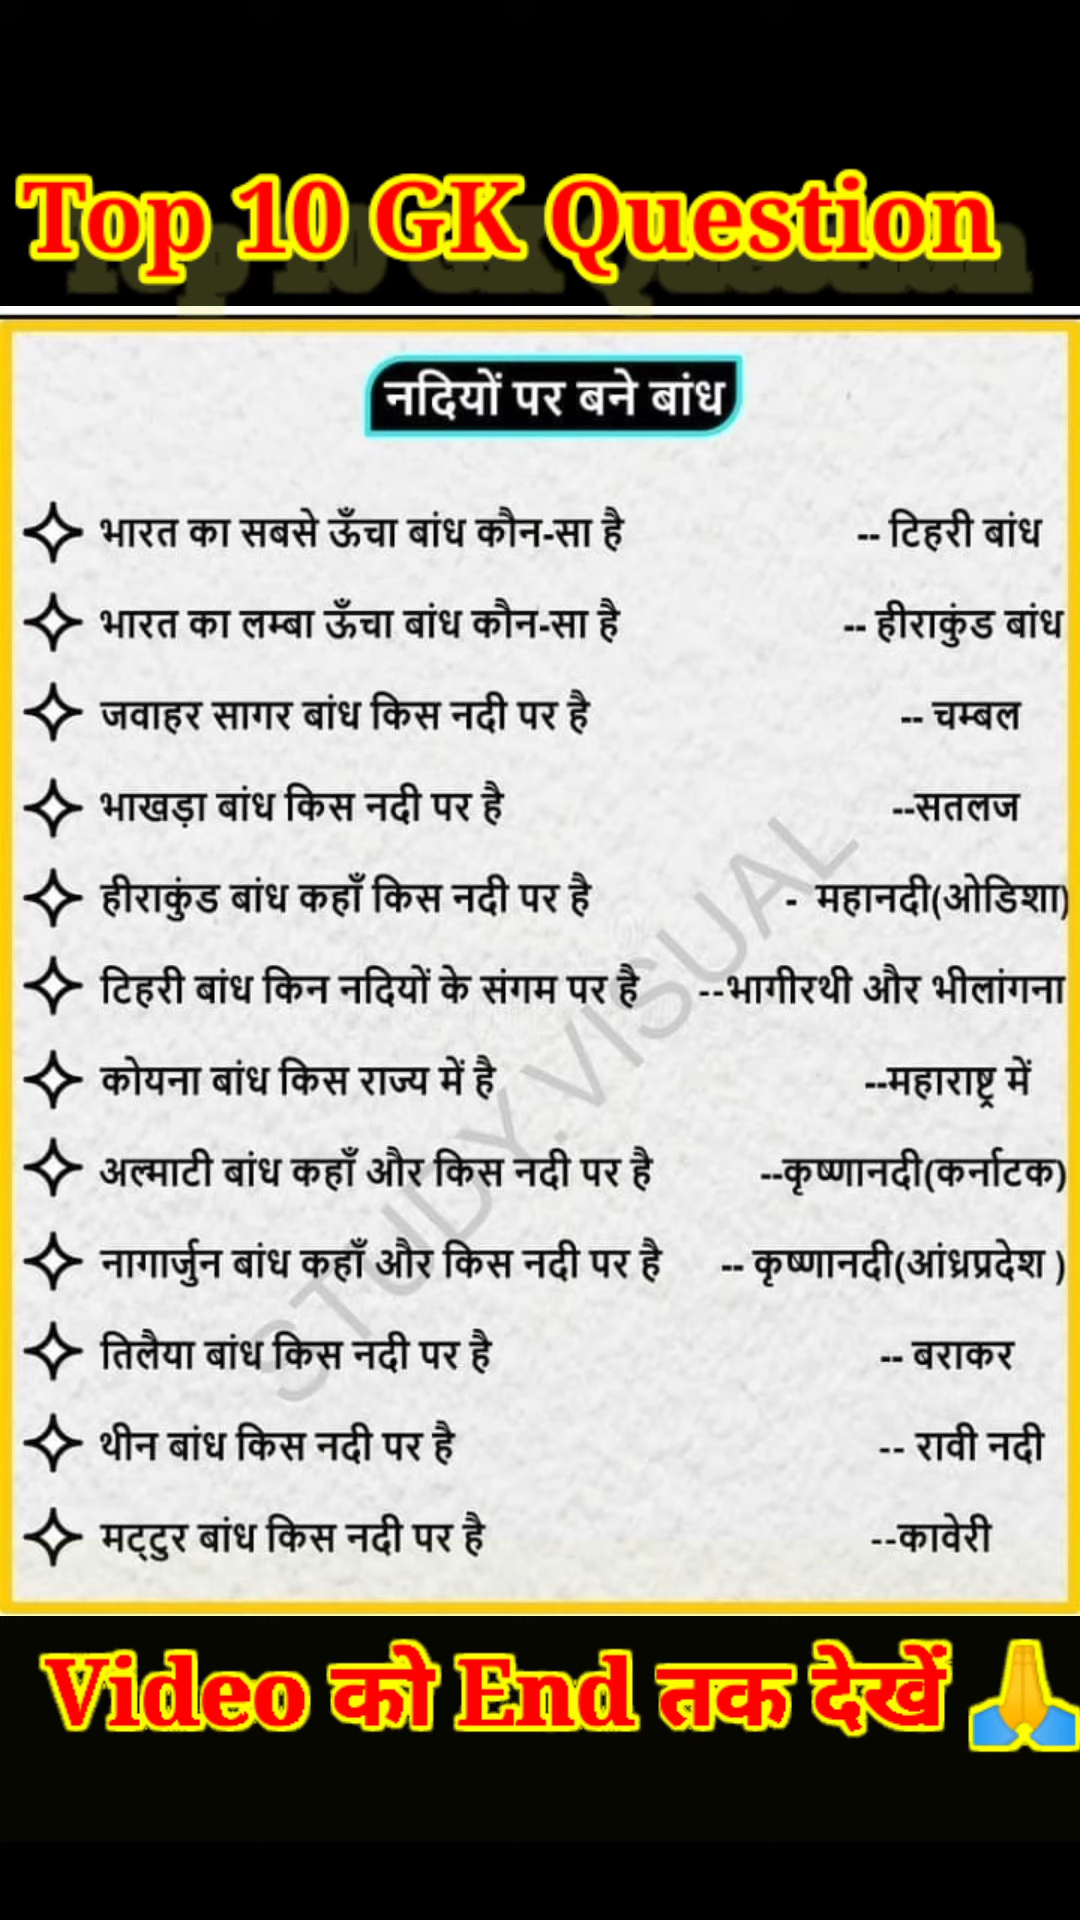 Top 10 GK Question
नदियों पर बने बांध
भारत का सबसे ऊँचा बांध कौन-सा है -- टिहरी बांध
भारत का लम्बा ऊँचा बांध कौन-सा है -- हीराकुंड बांध
जवाहर सागर बांध किस नदी पर है -- चम्बल
भाखड़ा बांध किस नदी पर है --सतलज
हीराकुंड बांध कहाँ किस नदी पर है - महानदी(ओडिशा)
टिहरी बांध किन नदियों के संगम पर है --भागीरथी और भीलांगना
कोयना बांध किस राज्य में है --महाराष्ट्र में
अल्माटी बांध कहाँ और किस नदी पर है --कृष्णानदी(कर्नाटक)
नागार्जुन बांध कहाँ और किस नदी पर है -- कृष्णानदी(आंध्रप्रदेश )
तिलैया बांध किस नदी पर है -- बराकर
थीन बांध किस नदी पर है -- रावी नदी
मट्टुर बांध किस नदी पर है --कावेरी
STUDY.VISUAL
Video को End तक देखें 🙏